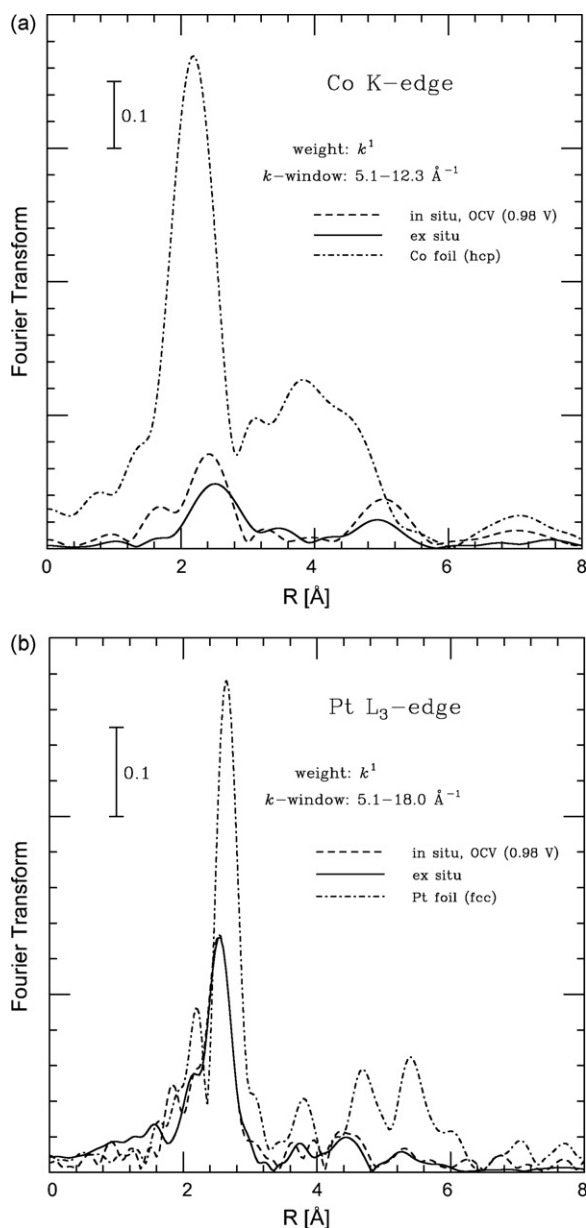 (a)
Co K-edge
0.1
weight: k¹
k-window: 5.1–12.3 Å⁻¹
in situ, OCV (0.98 V)
ex situ
Co foil (hcp)
Fourier Transform
0 2 4 6 8
R [Å]
(b)
Pt L₃-edge
0.1
weight: k¹
k-window: 5.1–18.0 Å⁻¹
in situ, OCV (0.98 V)
ex situ
Pt foil (fcc)
Fourier Transform
0 2 4 6 8
R [Å]